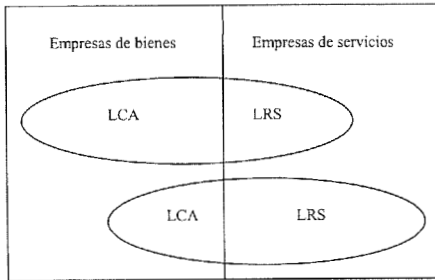 Empresas de bienes
Empresas de servicios
LCA
LRS
LCA
LRS